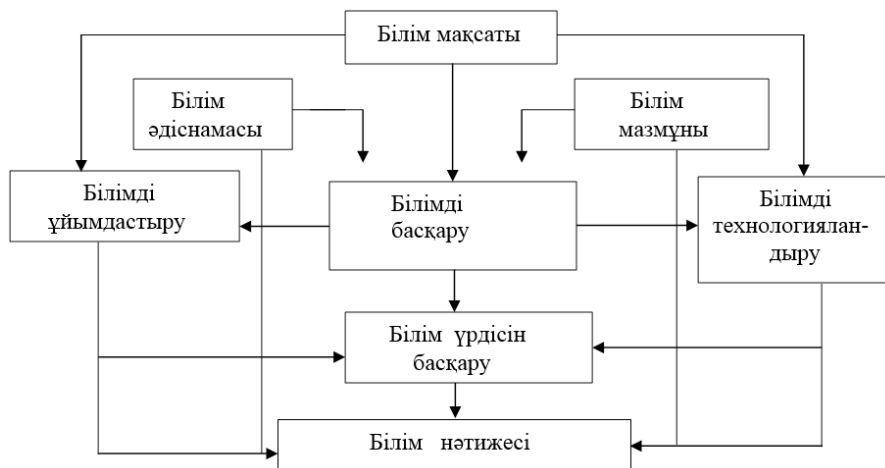 Білім мақсаты
Білім
әдіснамасы
Білім
мазмұны
Білімді
ұйымдастыру
Білімді
басқару
Білімді
технологиялан-
дыру
Білім үрдісін
басқару
Білім нәтижесі